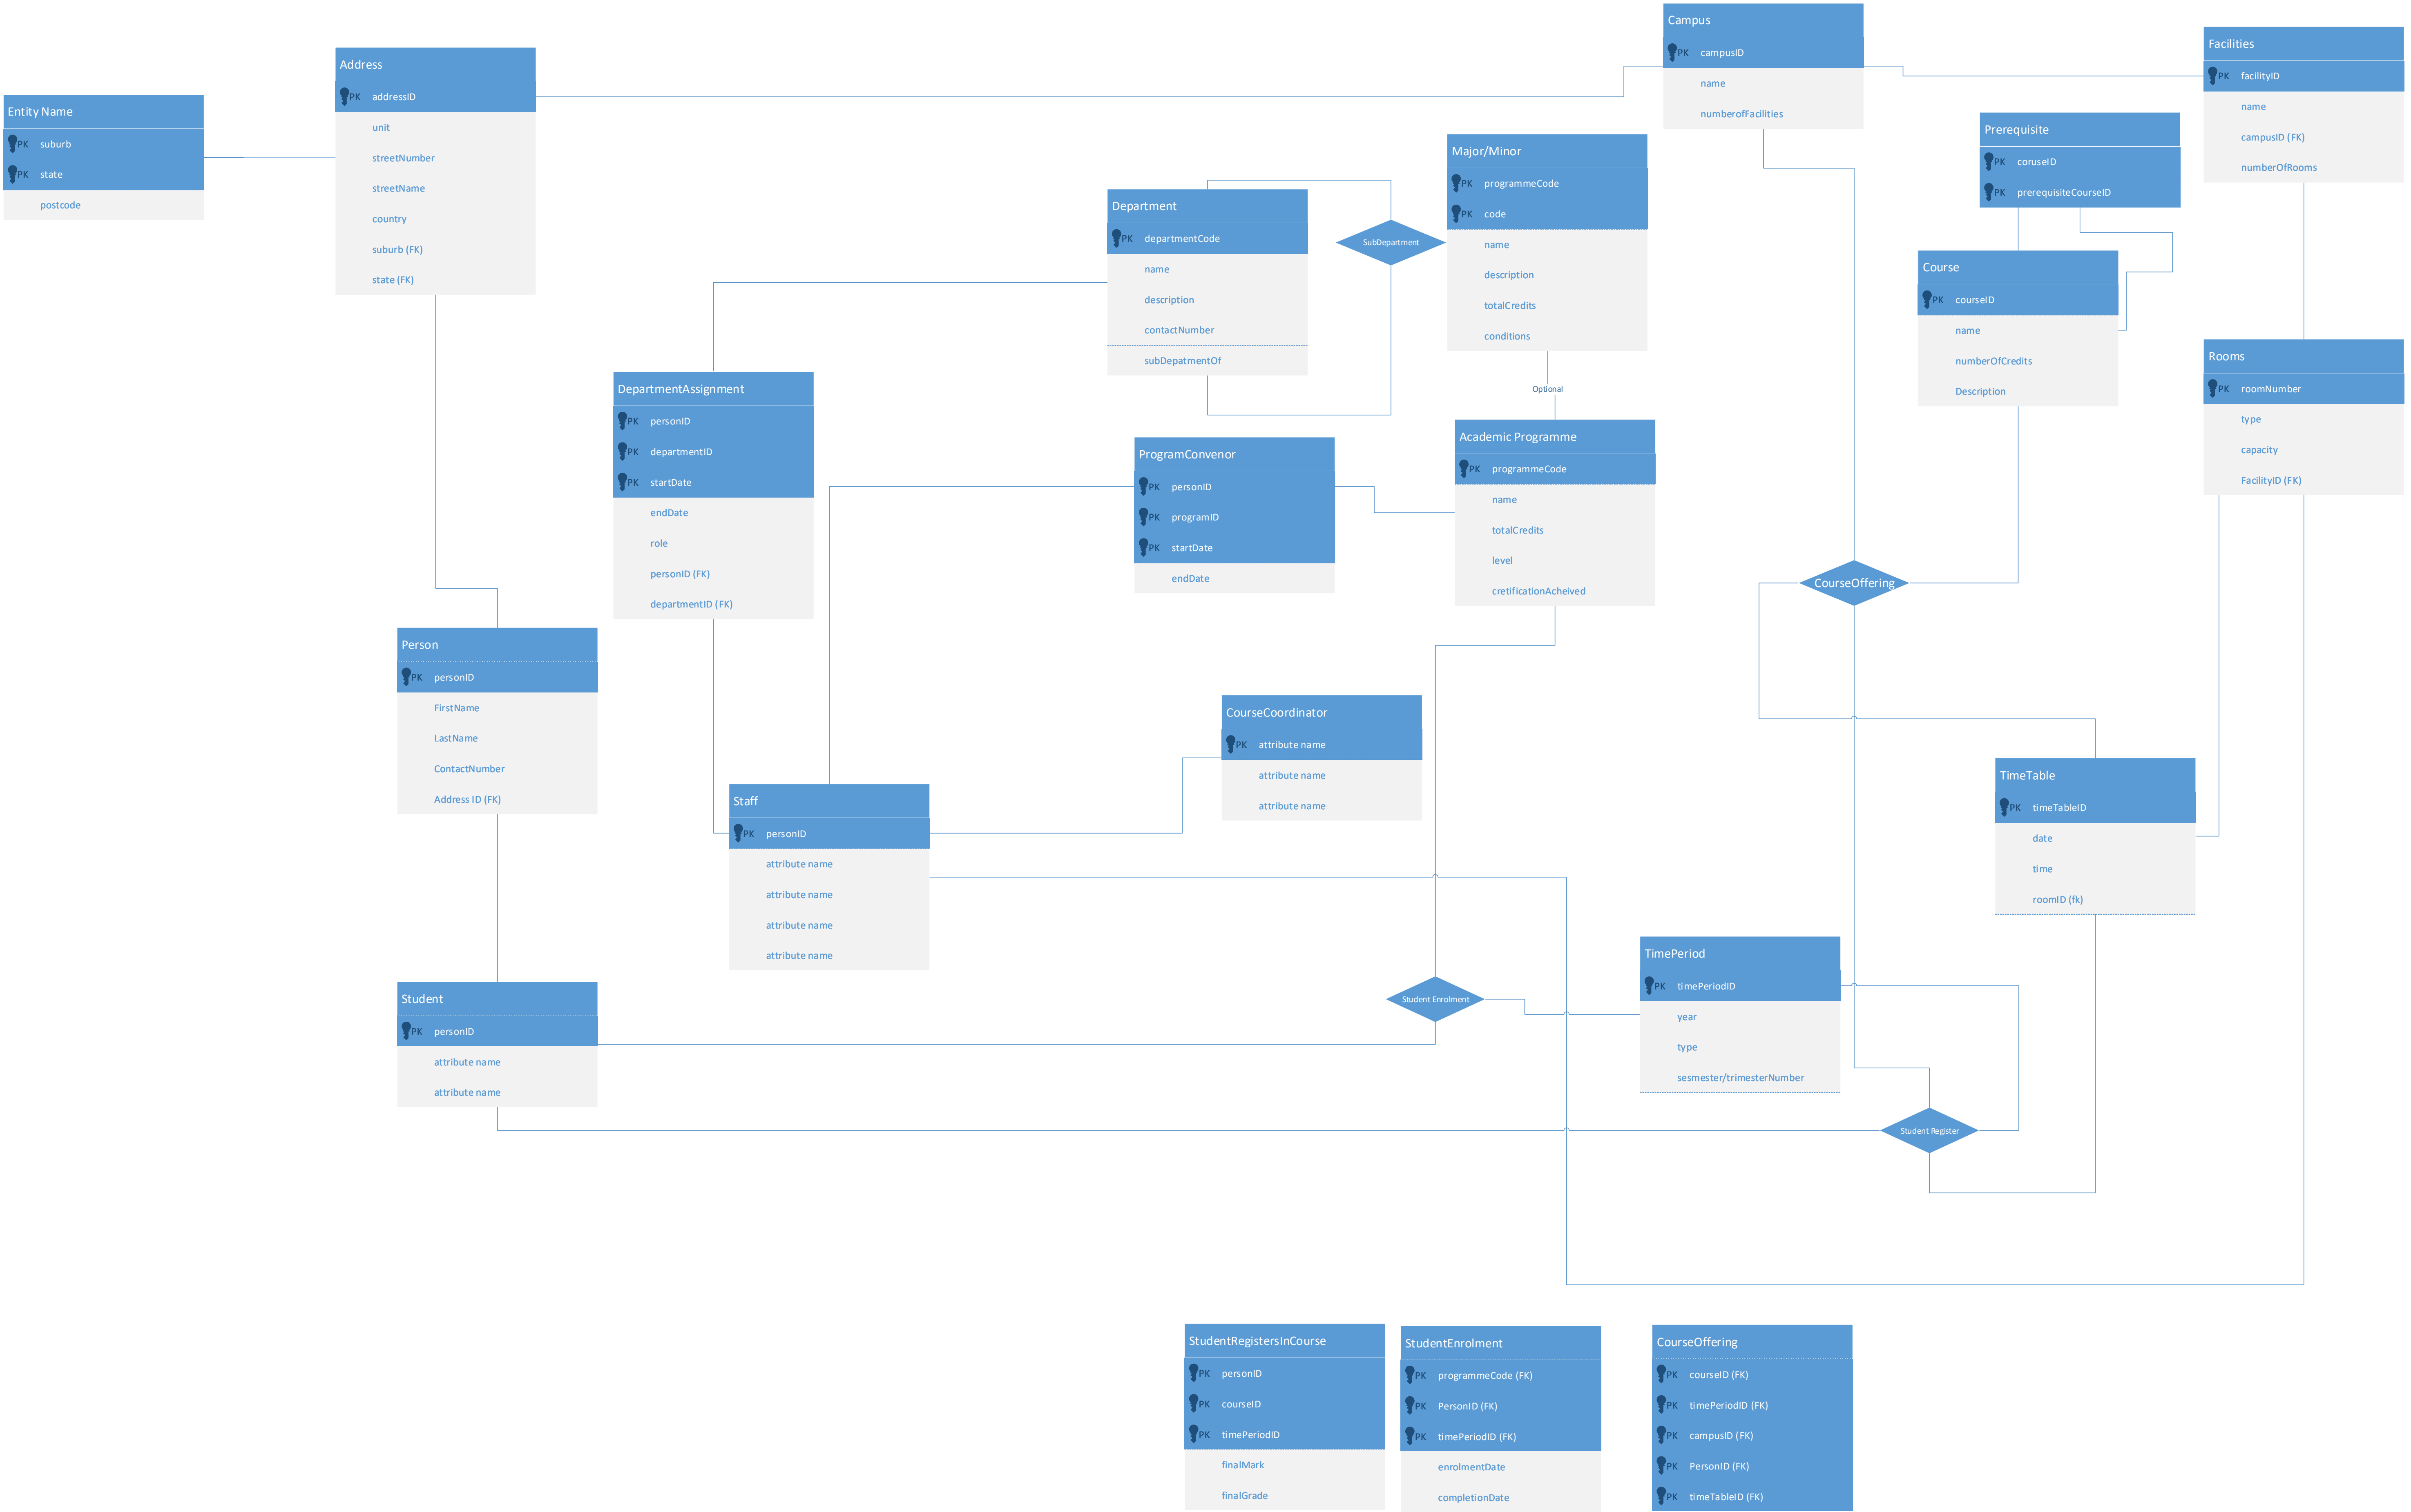 Campus
PK campusID
name
numberofFacilities
Facilities
PK facilityID
name
campusID (FK)
numberOfRooms
Address
PK addressID
unit
streetNumber
streetName
country
suburb (FK)
state (FK)
Entity Name
PK suburb
PK state
postcode
Prerequisite
PK coruseID
PK prerequisiteCourseID
Major/Minor
PK programmeCode
PK code
name
description
totalCredits
conditions
Department
PK departmentCode
name
description
contactNumber
subDepatmentOf
SubDepartment
Course
PK courseID
name
numberOfCredits
Description
Rooms
PK roomNumber
type
capacity
FacilityID (FK)
Optional
DepartmentAssignment
PK personID
PK departmentID
PK startDate
endDate
role
personID (FK)
departmentID (FK)
ProgramConvenor
PK personID
PK programID
PK startDate
endDate
Academic Programme
PK programmeCode
name
totalCredits
level
cretificationAcheived
CourseOffering
Person
PK personID
FirstName
LastName
ContactNumber
Address ID (FK)
CourseCoordinator
PK attribute name
attribute name
attribute name
Staff
PK personID
attribute name
attribute name
attribute name
attribute name
TimeTable
PK timeTableID
date
time
roomID (fk)
TimePeriod
PK timePeriodID
year
type
sesmester/trimesterNumber
Student
PK personID
attribute name
attribute name
Student Enrolment
Student Register
StudentRegistersInCourse
PK personID
PK courseID
PK timePeriodID
finalMark
finalGrade
StudentEnrolment
PK programmeCode (FK)
PK PersonID (FK)
PK timePeriodID (FK)
enrolmentDate
completionDate
CourseOffering
PK courseID (FK)
PK timePeriodID (FK)
PK campusID (FK)
PK PersonID (FK)
PK timeTableID (FK)